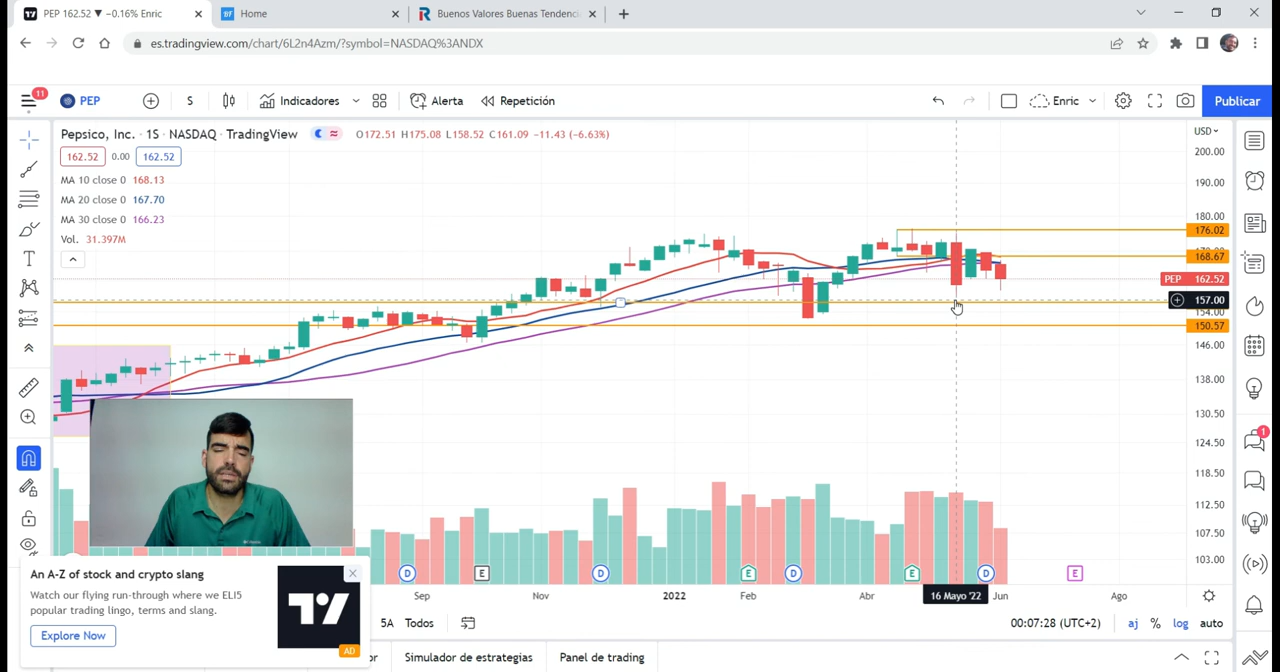 PEP 162.52 ▼ −0.16% Enric
Home
Buenos Valores Buenas Tendenci
es.tradingview.com/chart/6L2n4Azm/?symbol=NASDAQ%3ANDX
11
PEP
S
Indicadores
Alerta
Repetición
Enric
Publicar
Pepsico, Inc. · 1S · NASDAQ · TradingView
O172.51 H175.08 L158.52 C161.09 −11.43 (−6.63%)
USD
162.52 0.00 162.52
MA 10 close 0 168.13
MA 20 close 0 167.70
MA 30 close 0 166.23
Vol. 31.397M
200.00
190.00
180.00
176.02
168.67
PEP 162.52
157.00
154.00
150.57
146.00
138.00
130.50
124.50
118.50
112.50
107.50
103.00
1
D
E
D
E
D
E
D
E
Sep
Nov
2022
Feb
Abr
16 Mayo '22
Jun
Ago
An A-Z of stock and crypto slang
Watch our flying run-through where we ELI5
popular trading lingo, terms and slang.
Explore Now
AD
5A
Todos
00:07:28 (UTC+2)
aj
%
log
auto
Simulador de estrategias
Panel de trading